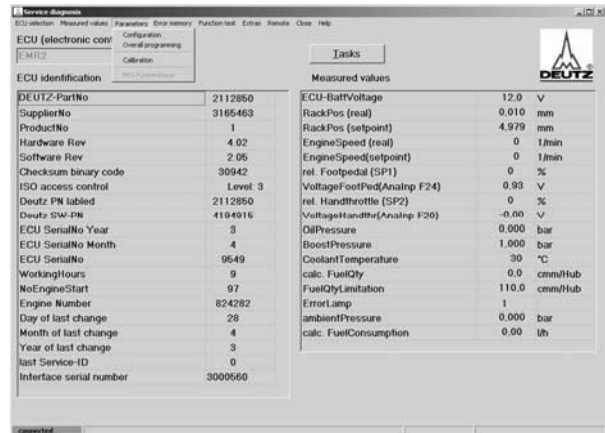 Service diagnosis
ECU selection Measured values Parameters Error memory Function test Extras Remote Close Help
Configuration
Overall programming
Calibration
ECU (electronic cont
EMR2
Tasks
DEUTZ
ECU identification
Measured values
DEUTZ-PartNo 2112850
SupplierNo 3165463
ProductNo 1
Hardware Rev 4.02
Software Rev 2.05
Checksum binary code 30942
ISO access control Level: 3
Deutz PN labled 2112850
Deutz SW-PN 4194916
ECU SerialNo Year 3
ECU SerialNo Month 4
ECU SerialNo 9549
WorkingHours 9
NoEngineStart 97
Engine Number 824282
Day of last change 28
Month of last change 4
Year of last change 3
last Service-ID 0
Interface serial number 3000560
ECU-BattVoltage 12,0 V
RackPos (real) 0,010 mm
RackPos (setpoint) 4,979 mm
EngineSpeed (real) 0 1/min
EngineSpeed(setpoint) 0 1/min
rel. Footpedal (SP1) 0 %
VoltageFootPed(AnaInp F24) 0,93 V
rel. Handthrottle (SP2) 0 %
VoltageHandthr(AnaInp F20) -0,00 V
OilPressure 0,000 bar
BoostPressure 1,000 bar
CoolantTemperature 30 °C
calc. FuelQty 0,0 cmm/Hub
FuelQtyLimitation 110,0 cmm/Hub
ErrorLamp 1
ambientPressure 0,000 bar
calc. FuelConsumption 0,00 l/h
connected